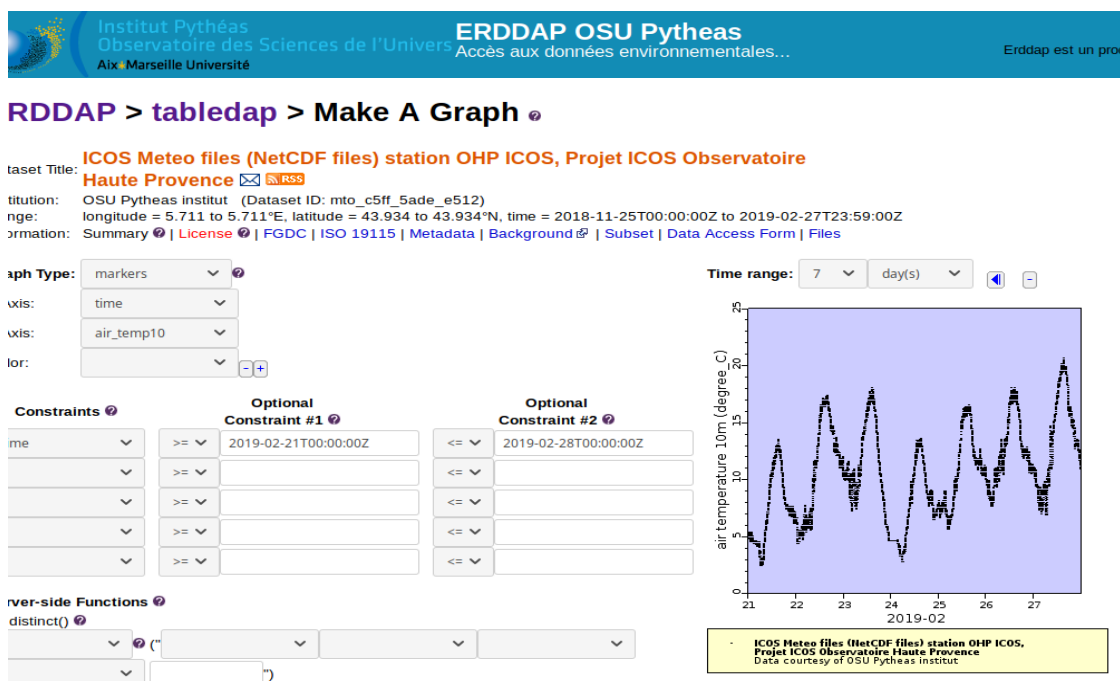 Institut Pythéas
Observatoire des Sciences de l'Univers
Aix✶Marseille Université
ERDDAP OSU Pytheas
Accès aux données environnementales...
Erddap est un pro
RDDAP > tabledap > Make A Graph ?
taset Title: ICOS Meteo files (NetCDF files) station OHP ICOS, Projet ICOS Observatoire
Haute Provence RSS
titution: OSU Pytheas institut (Dataset ID: mto_c5ff_5ade_e512)
nge: longitude = 5.711 to 5.711°E, latitude = 43.934 to 43.934°N, time = 2018-11-25T00:00:00Z to 2019-02-27T23:59:00Z
ormation: Summary ? | License ? | FGDC | ISO 19115 | Metadata | Background | Subset | Data Access Form | Files
aph Type: markers ?
xis: time
xis: air_temp10
lor:
- +
Constraints ?
Optional
Constraint #1 ?
Optional
Constraint #2 ?
me >= 2019-02-21T00:00:00Z <= 2019-02-28T00:00:00Z
>= <=
>= <=
>= <=
>= <=
rver-side Functions ?
distinct() ?
? ("
")
Time range: 7 day(s) -
air temperature 10m (degree_C)
25
20
15
10
5
0
21 22 23 24 25 26 27
2019-02
ICOS Meteo files (NetCDF files) station OHP ICOS,
Projet ICOS Observatoire Haute Provence
Data courtesy of OSU Pytheas institut